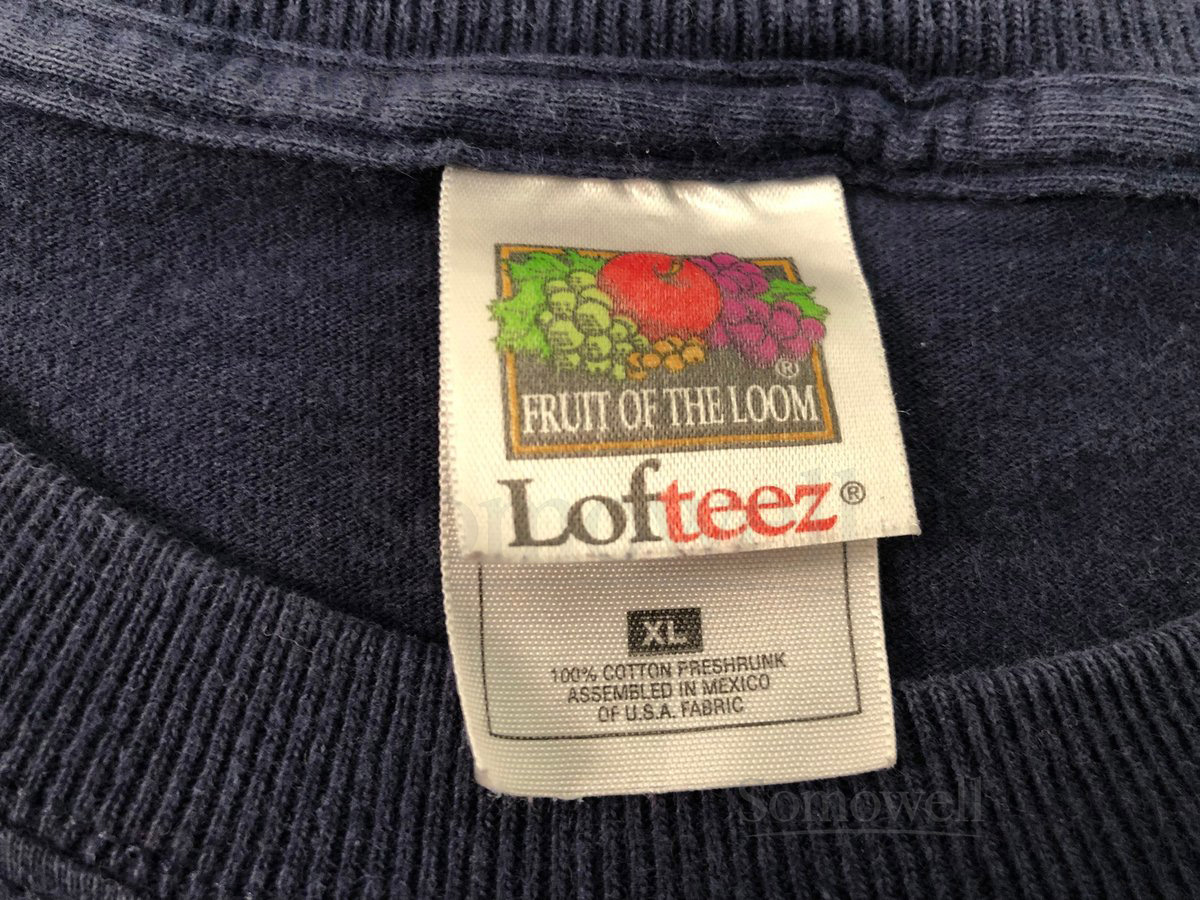 ®
FRUIT OF THE LOOM
Lofteez®
XL
100% COTTON PRESHRUNK
ASSEMBLED IN MEXICO
OF U.S.A. FABRIC
Somowell